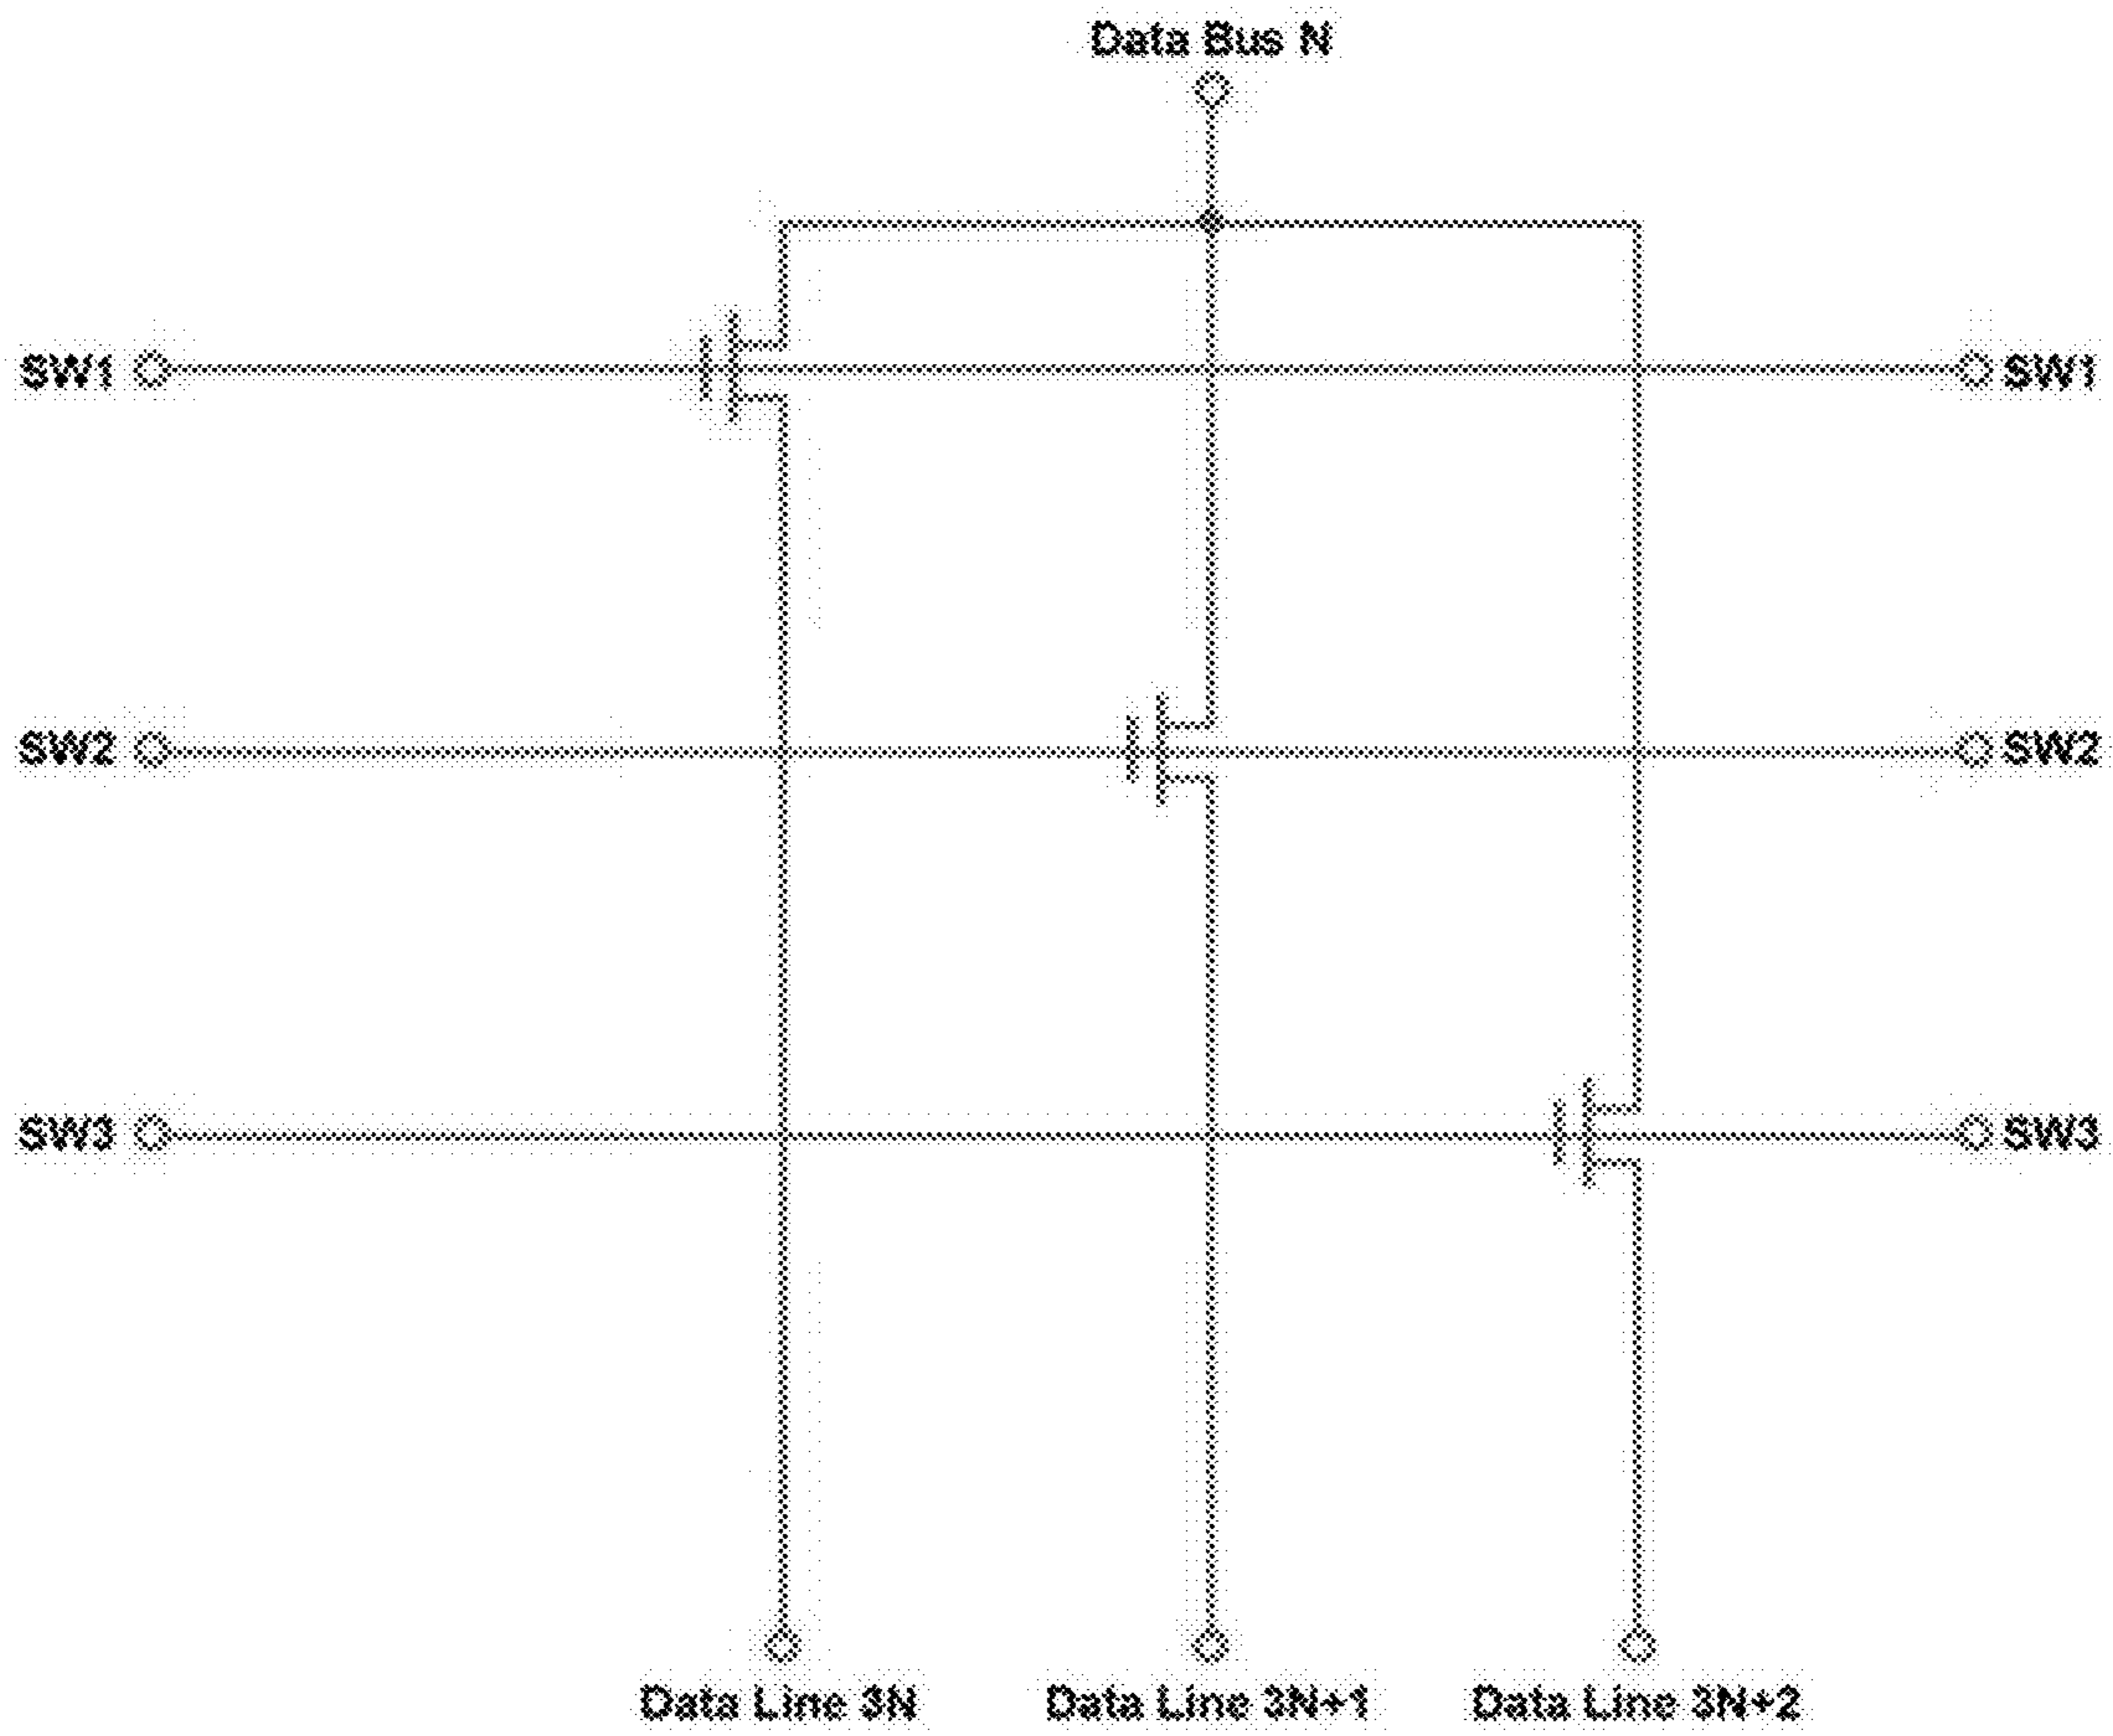 Data Bus N
SW1 SW1
SW2 SW2
SW3 SW3
Data Line 3N Data Line 3N+1 Data Line 3N+2